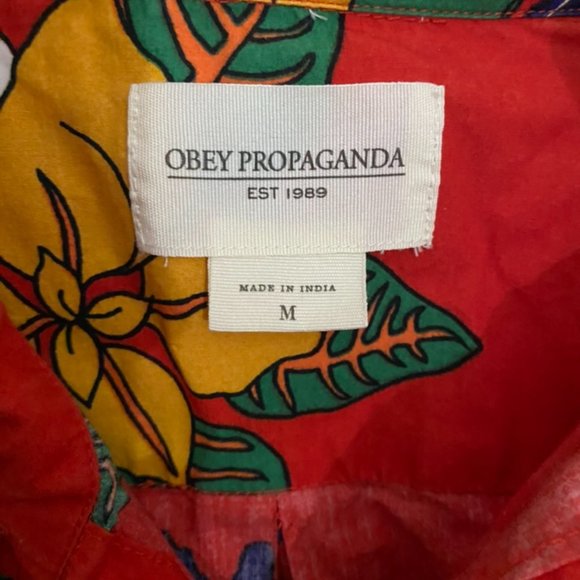 OBEY PROPAGANDA
EST 1989
MADE IN INDIA
M